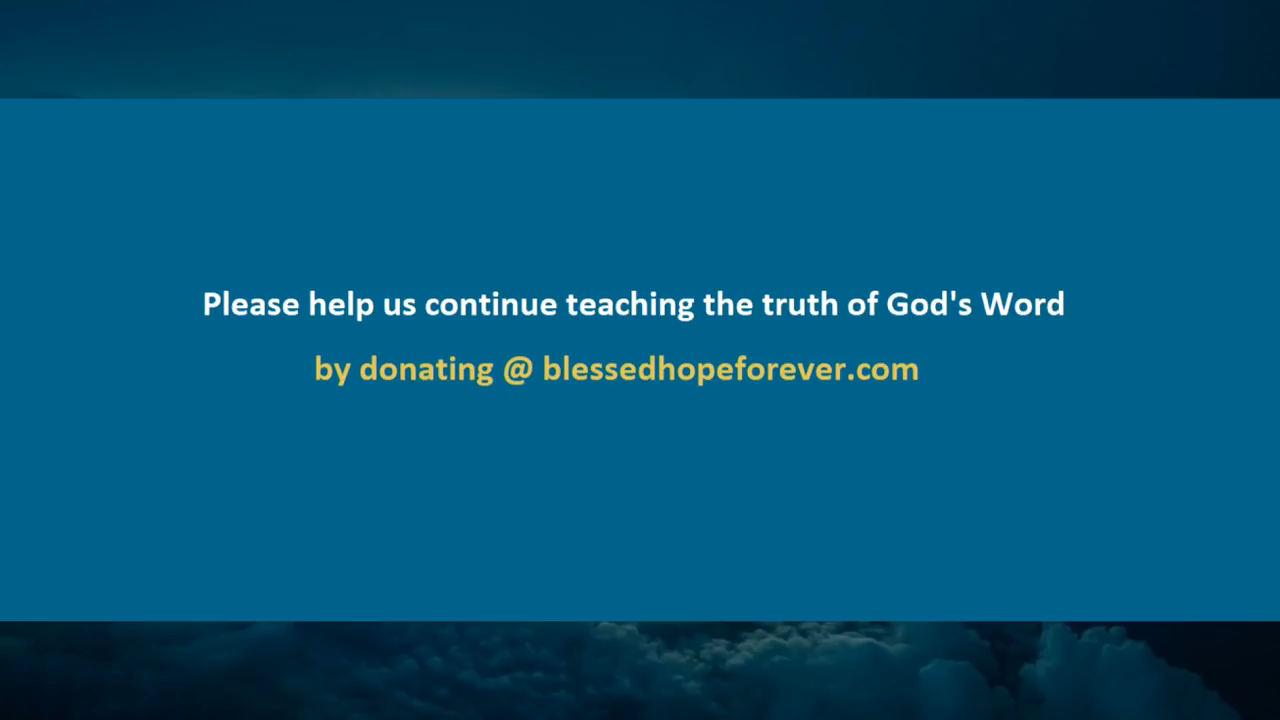 Please help us continue teaching the truth of God's Word
by donating @ blessedhopeforever.com